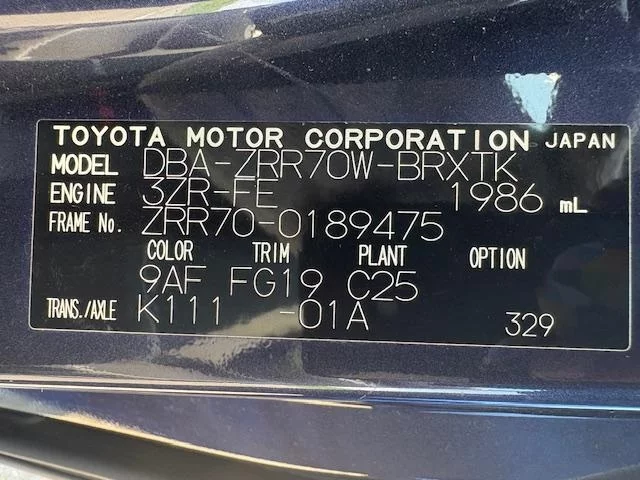 TOYOTA MOTOR CORPORATION JAPAN
MODEL DBA-ZRR70W-BRXTK
ENGINE 3ZR-FE 1986 mL
FRAME No. ZRR70-0189475
COLOR TRIM PLANT OPTION
9AF FG19 C25
TRANS./AXLE K111 -01A 329